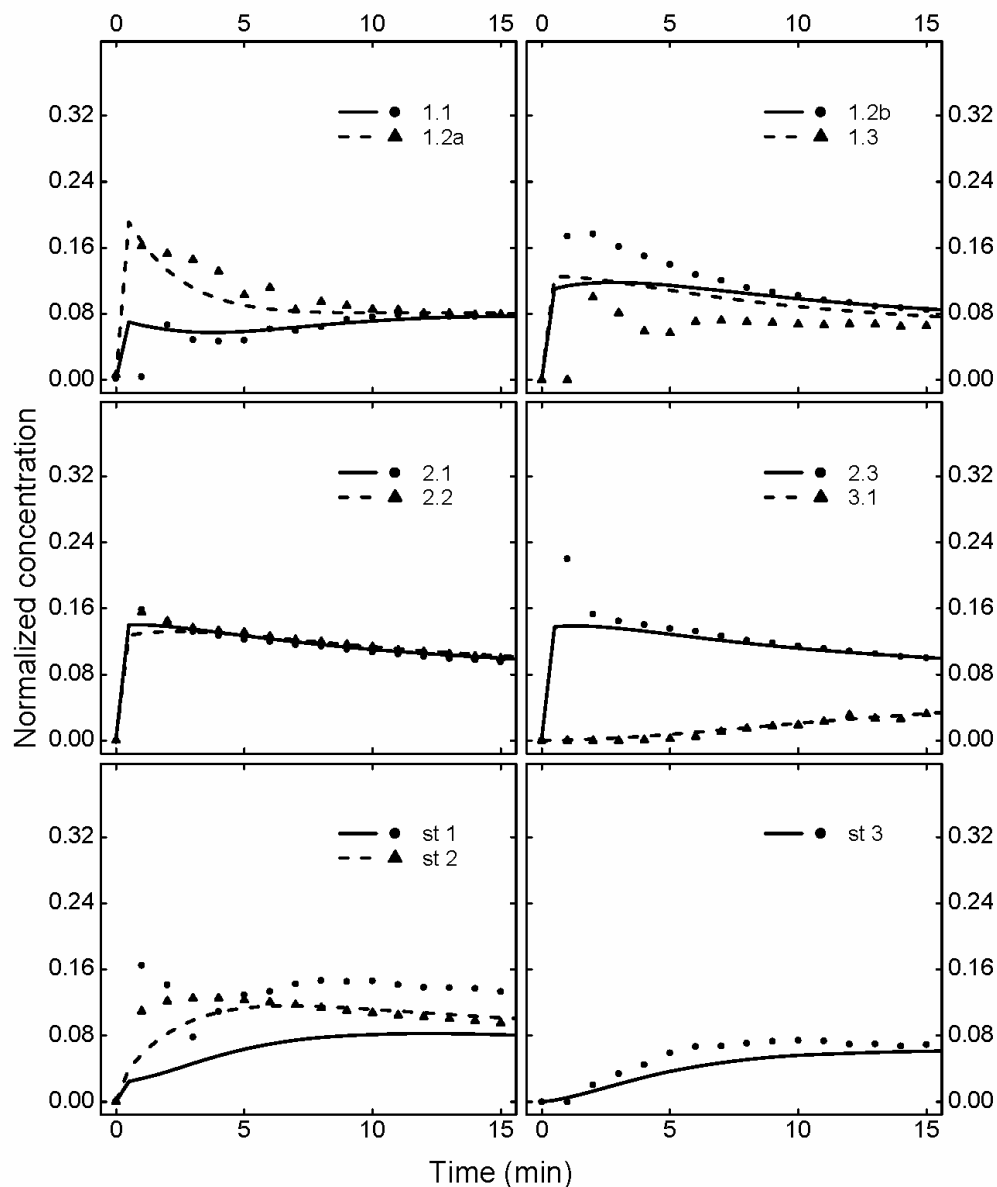 0 5 10 15 0 5 10 15
0.32 1.1 1.2b 0.32
1.2a 1.3
0.24 0.24
0.16 0.16
0.08 0.08
0.00 0.00
0.32 2.1 2.3 0.32
2.2 3.1
0.24 0.24
0.16 0.16
0.08 0.08
0.00 0.00
Normalized concentration
0.32 st 1 st 3 0.32
st 2
0.24 0.24
0.16 0.16
0.08 0.08
0.00 0.00
0 5 10 15 0 5 10 15
Time (min)